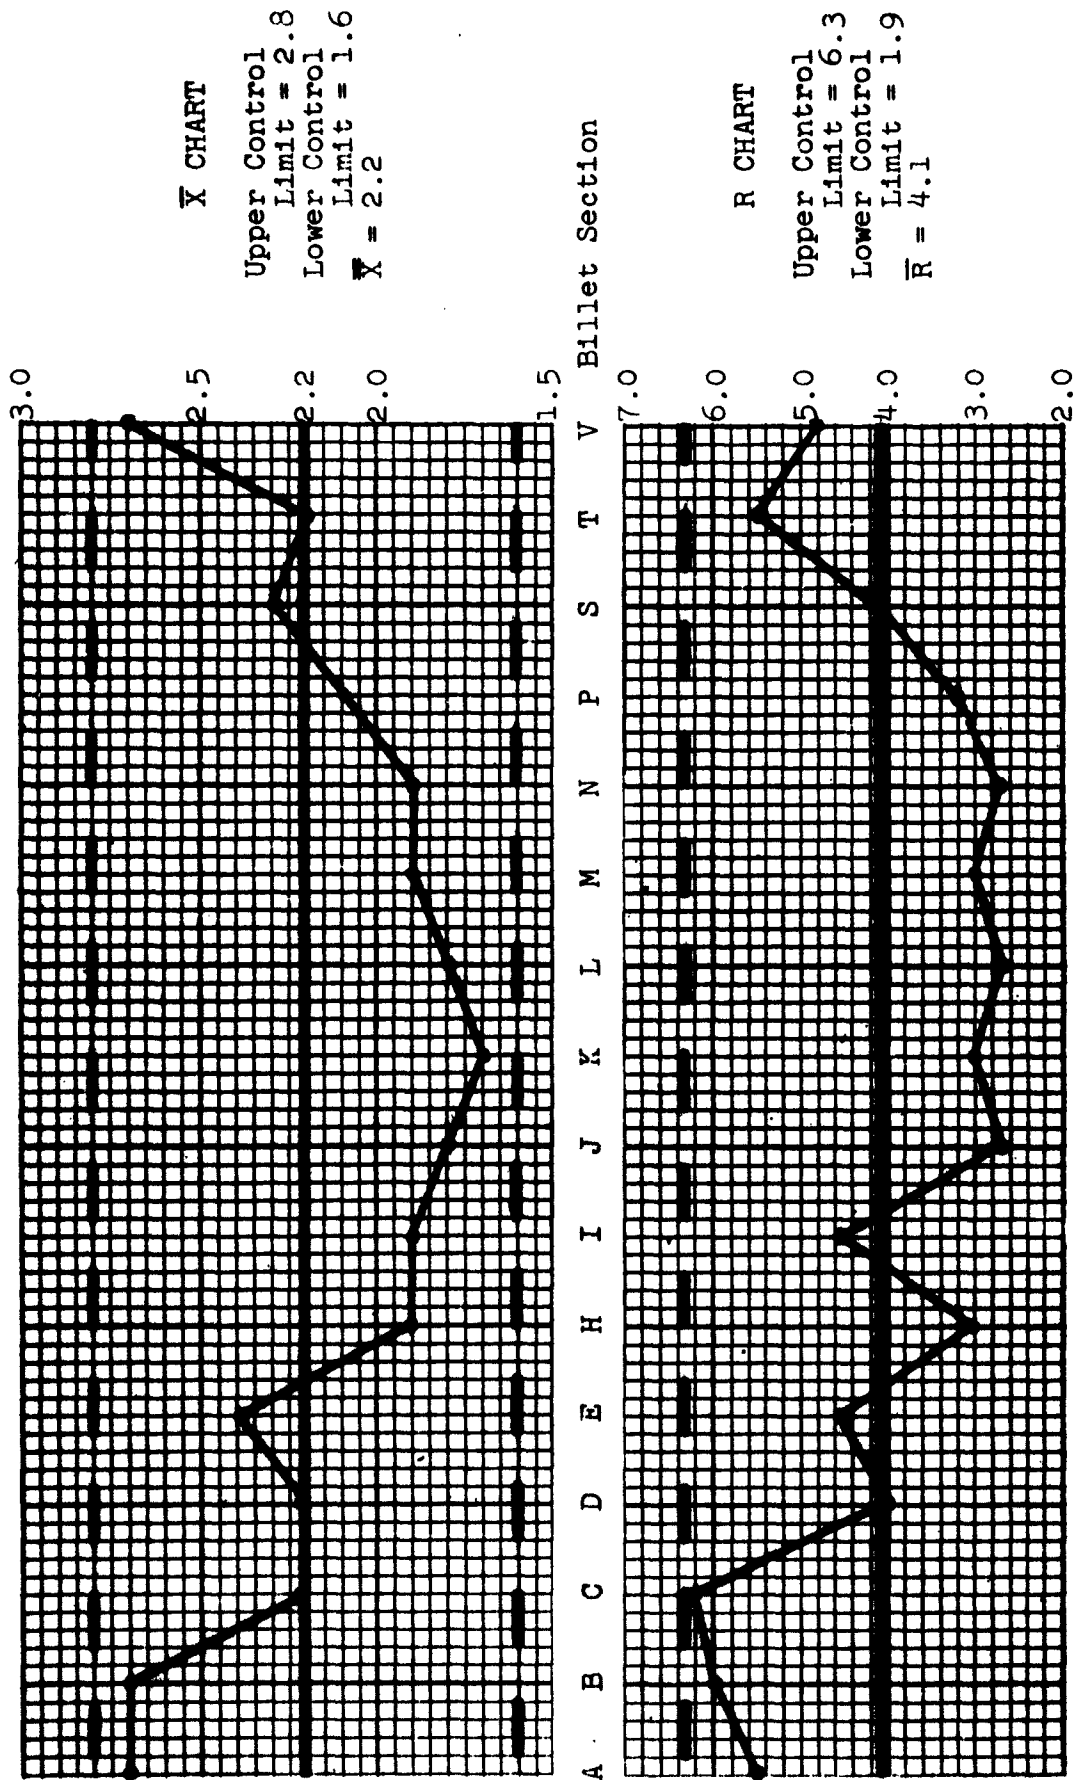 3.0
2.5
2.2
2.0
1.5
X̅ CHART
Upper Control
Limit = 2.8
Lower Control
Limit = 1.6
X̿ = 2.2
A B C D E H I J K L M N P S T V Billet Section
7.0
6.0
5.0
4.0
3.0
2.0
R CHART
Upper Control
Limit = 6.3
Lower Control
Limit = 1.9
R̅ = 4.1